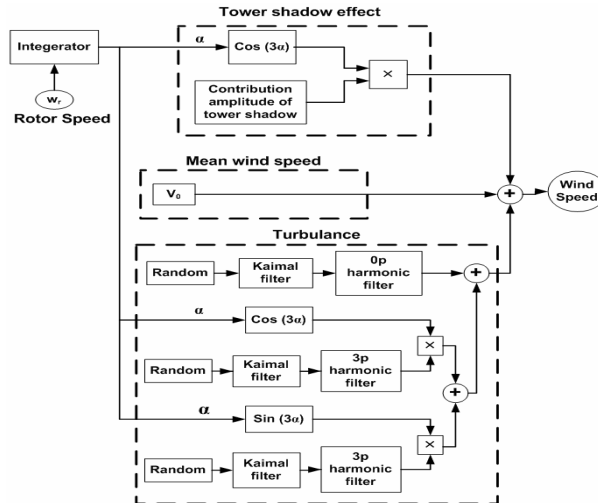 Tower shadow effect
Integerator
α
Cos (3α)
×
Contribution
amplitude of
tower shadow
wr
Rotor Speed
Mean wind speed
V0
+
Wind
Speed
Turbulance
Random
Kaimal
filter
0p
harmonic
filter
+
α
Cos (3α)
×
Random
Kaimal
filter
3p
harmonic
filter
+
α
Sin (3α)
×
Random
Kaimal
filter
3p
harmonic
filter